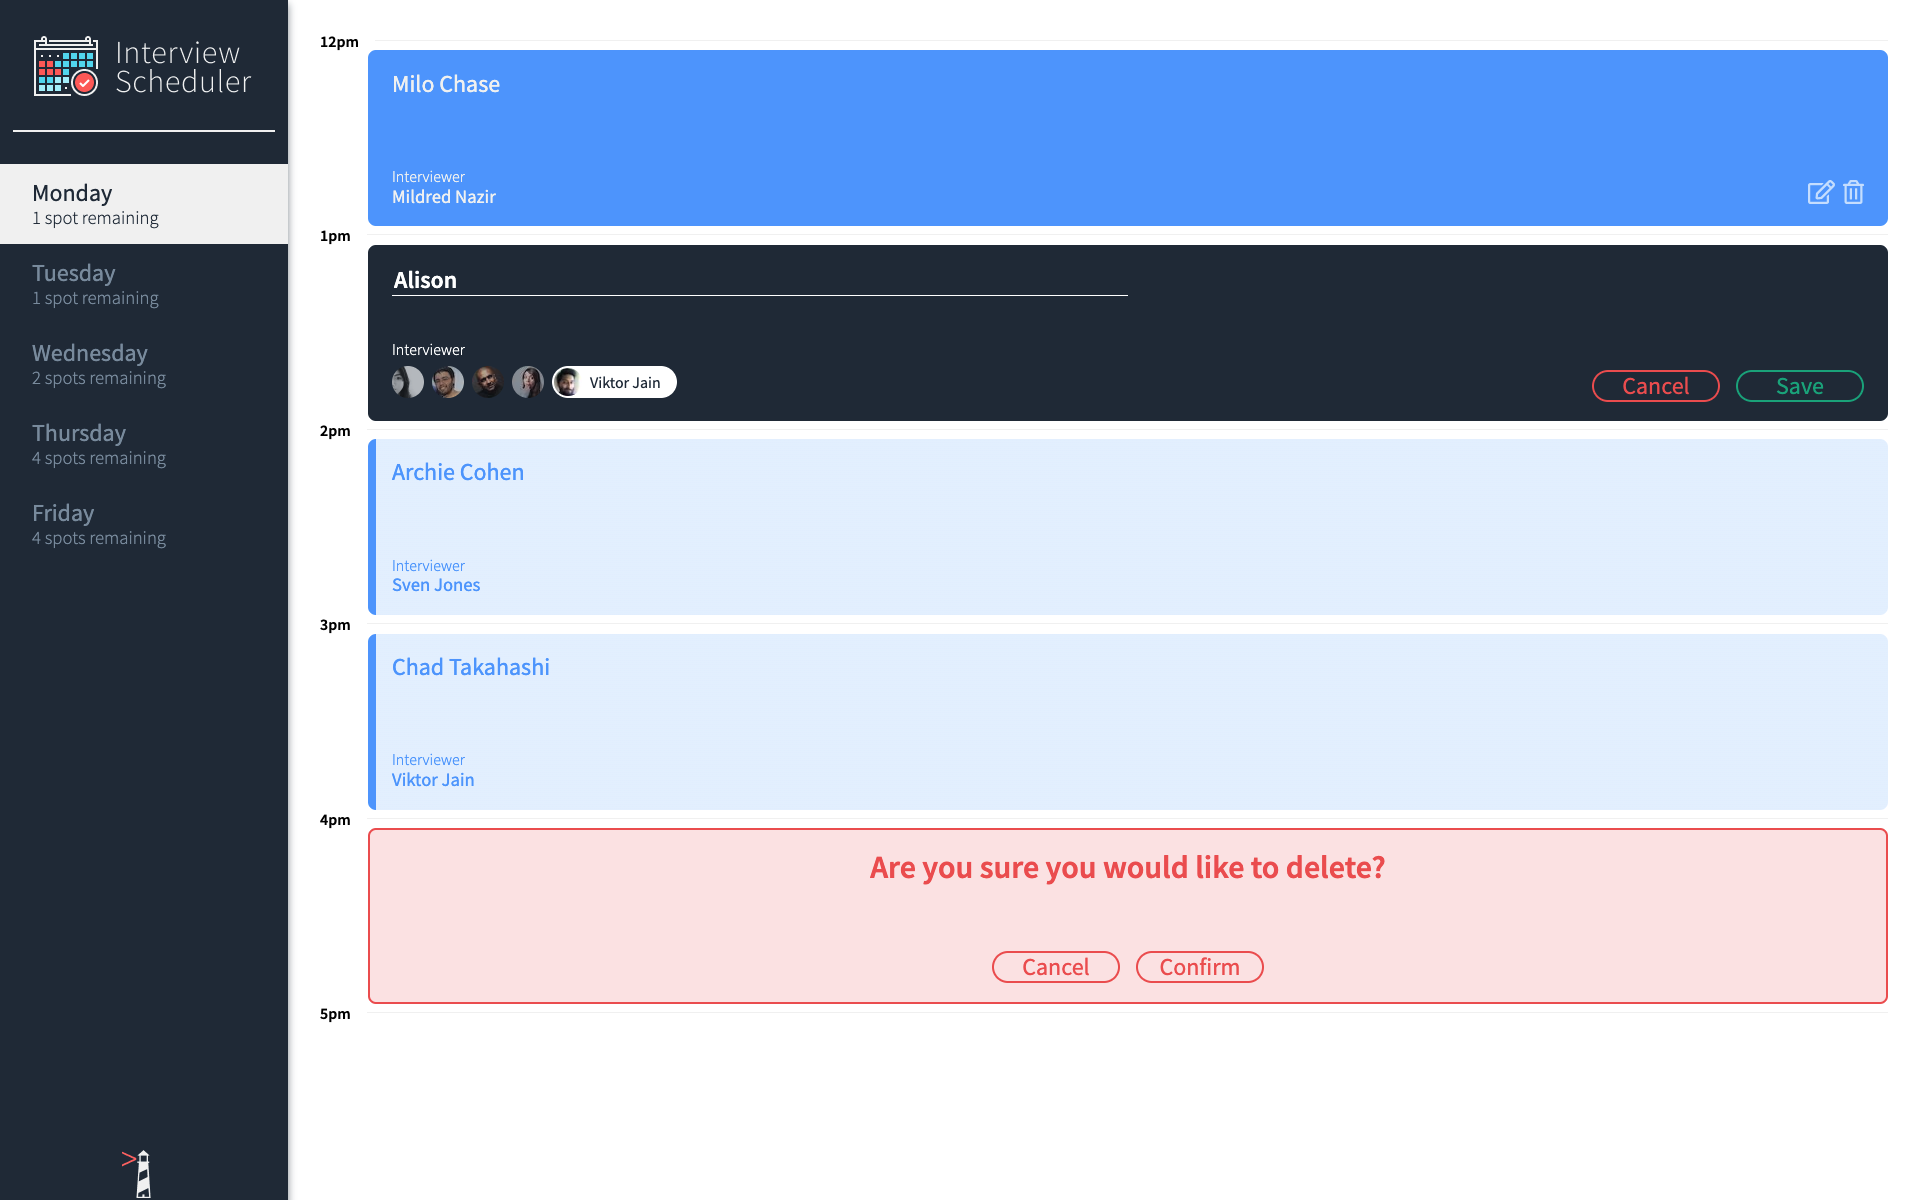 Interview
Scheduler
Monday
1 spot remaining
Tuesday
1 spot remaining
Wednesday
2 spots remaining
Thursday
4 spots remaining
Friday
4 spots remaining
12pm
Milo Chase
Interviewer
Mildred Nazir
1pm
Alison
Interviewer
Viktor Jain
Cancel
Save
2pm
Archie Cohen
Interviewer
Sven Jones
3pm
Chad Takahashi
Interviewer
Viktor Jain
4pm
Are you sure you would like to delete?
Cancel
Confirm
5pm